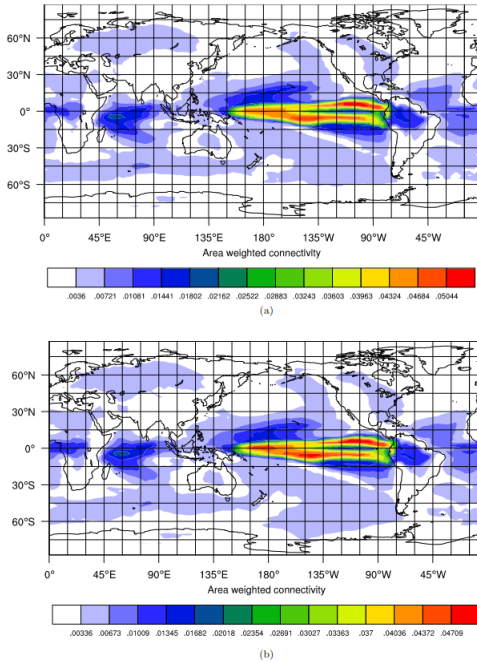 60°N
30°N
0°
30°S
60°S
0° 45°E 90°E 135°E 180° 135°W 90°W 45°W
Area weighted connectivity
.0036 .00721 .01081 .01441 .01802 .02162 .02522 .02883 .03243 .03603 .03963 .04324 .04684 .05044
(a)
60°N
30°N
0°
30°S
60°S
0° 45°E 90°E 135°E 180° 135°W 90°W 45°W
Area weighted connectivity
.00336 .00673 .01009 .01345 .01682 .02018 .02354 .02691 .03027 .03363 .037 .04036 .04372 .04709
(b)